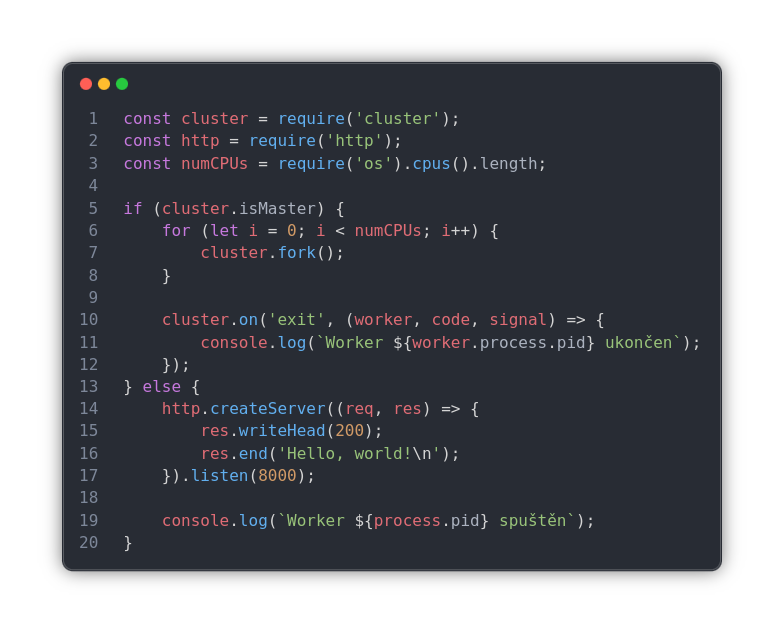 1 const cluster = require('cluster');
2 const http = require('http');
3 const numCPUs = require('os').cpus().length;
4
5 if (cluster.isMaster) {
6     for (let i = 0; i < numCPUs; i++) {
7         cluster.fork();
8     }
9
10     cluster.on('exit', (worker, code, signal) => {
11         console.log(`Worker ${worker.process.pid} ukončen`);
12     });
13 } else {
14     http.createServer((req, res) => {
15         res.writeHead(200);
16         res.end('Hello, world!\n');
17     }).listen(8000);
18
19     console.log(`Worker ${process.pid} spuštěn`);
20 }